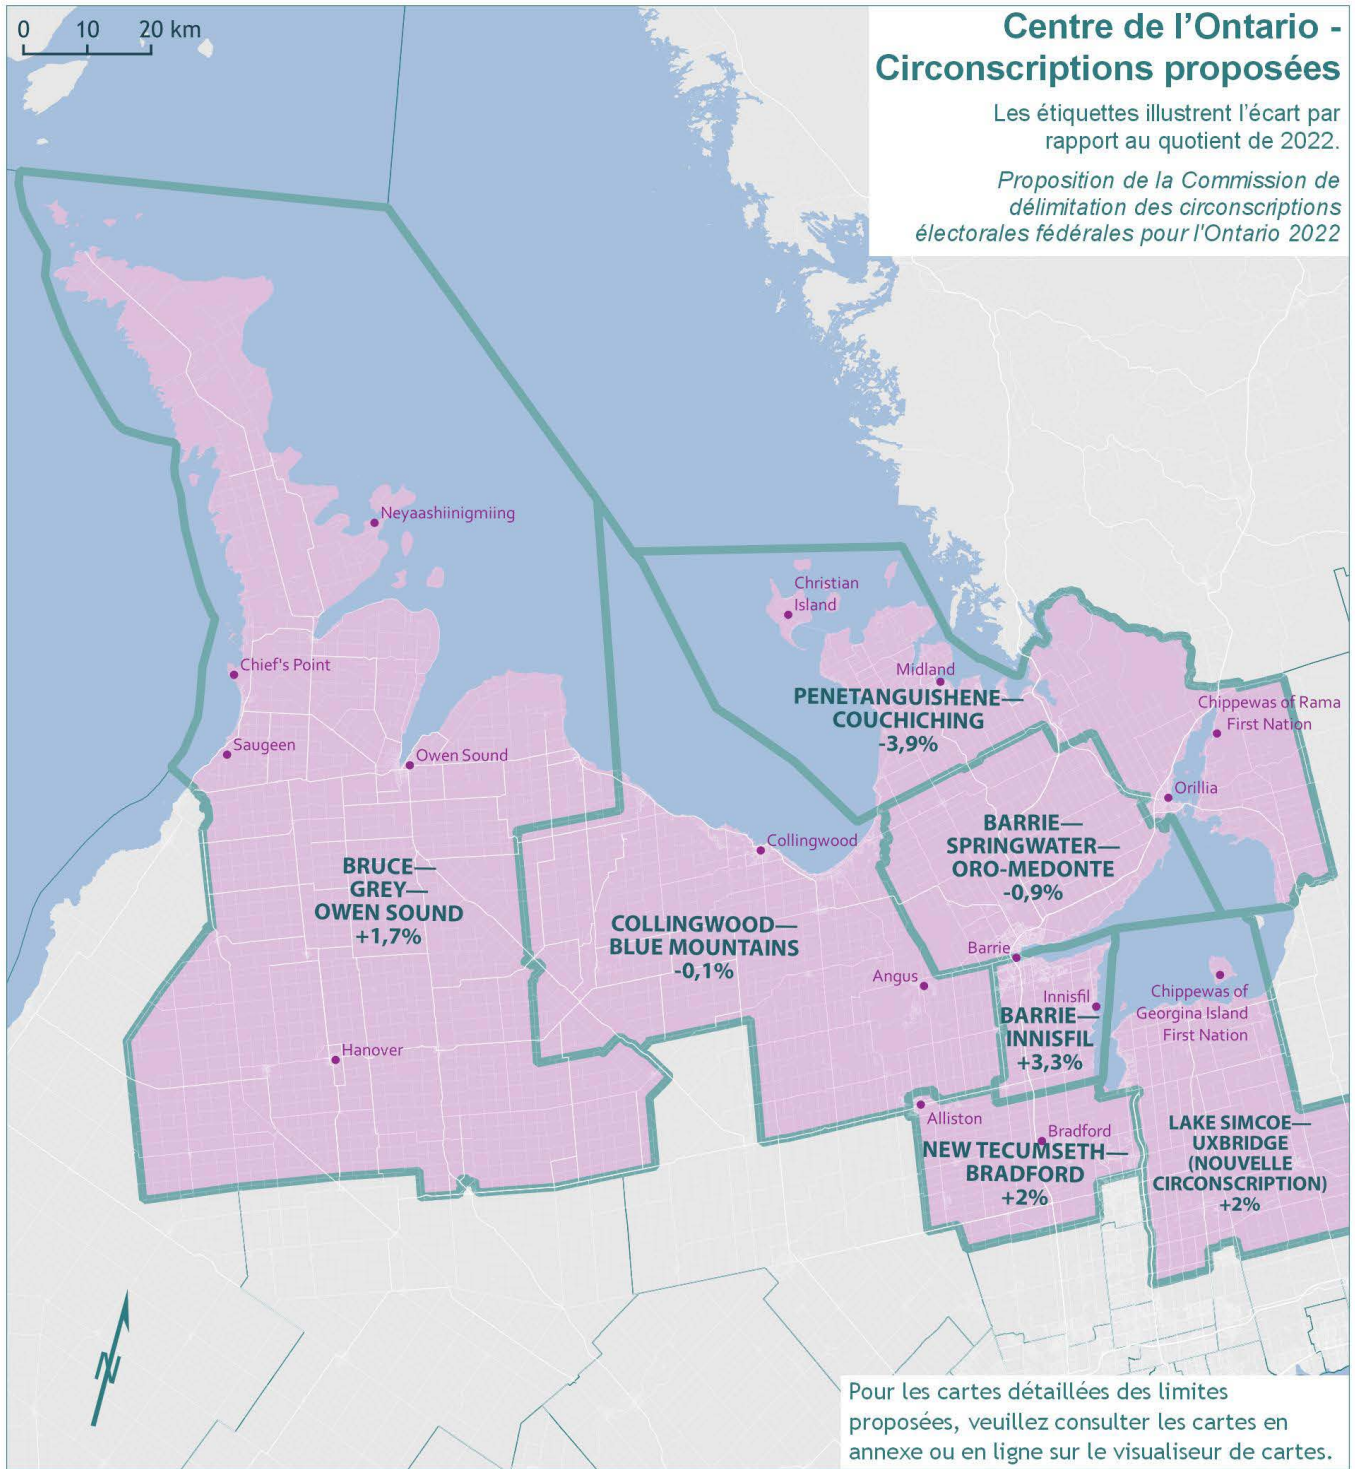 0 10 20 km
Centre de l'Ontario -
Circonscriptions proposées
Les étiquettes illustrent l'écart par
rapport au quotient de 2022.
Proposition de la Commission de
délimitation des circonscriptions
électorales fédérales pour l'Ontario 2022
Neyaashiinigmiing
Christian
Island
Chief's Point
Midland
PENETANGUISHENE—
COUCHICHING
-3,9%
Chippewas of Rama
First Nation
Saugeen
Owen Sound
Orillia
Collingwood
BARRIE—
SPRINGWATER—
ORO-MEDONTE
-0,9%
BRUCE—
GREY—
OWEN SOUND
+1,7%
COLLINGWOOD—
BLUE MOUNTAINS
-0,1%
Barrie
Angus
Innisfil
BARRIE—
INNISFIL
+3,3%
Chippewas of
Georgina Island
First Nation
Hanover
Alliston
Bradford
NEW TECUMSETH—
BRADFORD
+2%
LAKE SIMCOE—
UXBRIDGE
(NOUVELLE
CIRCONSCRIPTION)
+2%
N
Pour les cartes détaillées des limites
proposées, veuillez consulter les cartes en
annexe ou en ligne sur le visualiseur de cartes.